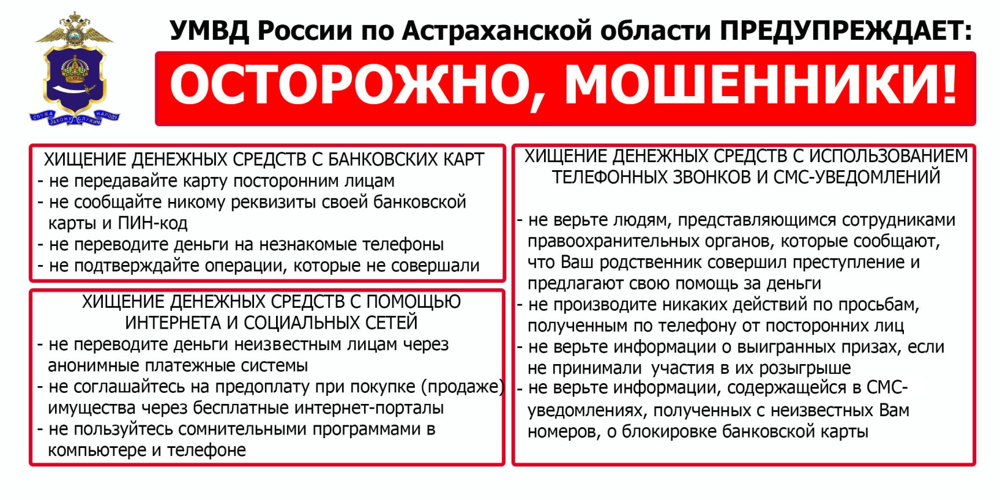 УМВД России по Астраханской области ПРЕДУПРЕЖДАЕТ:
ОСТОРОЖНО, МОШЕННИКИ!
СЛУЖА ЗАКОНУ - СЛУЖИМ НАРОДУ
ХИЩЕНИЕ ДЕНЕЖНЫХ СРЕДСТВ С БАНКОВСКИХ КАРТ
- не передавайте карту посторонним лицам
- не сообщайте никому реквизиты своей банковской
карты и ПИН-код
- не переводите деньги на незнакомые телефоны
- не подтверждайте операции, которые не совершали
ХИЩЕНИЕ ДЕНЕЖНЫХ СРЕДСТВ С ПОМОЩЬЮ
ИНТЕРНЕТА И СОЦИАЛЬНЫХ СЕТЕЙ
- не переводите деньги неизвестным лицам через
анонимные платежные системы
- не соглашайтесь на предоплату при покупке (продаже)
имущества через бесплатные интернет-порталы
- не пользуйтесь сомнительными программами в
компьютере и телефоне
ХИЩЕНИЕ ДЕНЕЖНЫХ СРЕДСТВ С ИСПОЛЬЗОВАНИЕМ
ТЕЛЕФОННЫХ ЗВОНКОВ И СМС-УВЕДОМЛЕНИЙ
- не верьте людям, представляющимся сотрудниками
правоохранительных органов, которые сообщают,
что Ваш родственник совершил преступление и
предлагают свою помощь за деньги
- не производите никаких действий по просьбам,
полученным по телефону от посторонних лиц
- не верьте информации о выигранных призах, если
не принимали участия в их розыгрыше
- не верьте информации, содержащейся в СМС-
уведомлениях, полученных с неизвестных Вам
номеров, о блокировке банковской карты